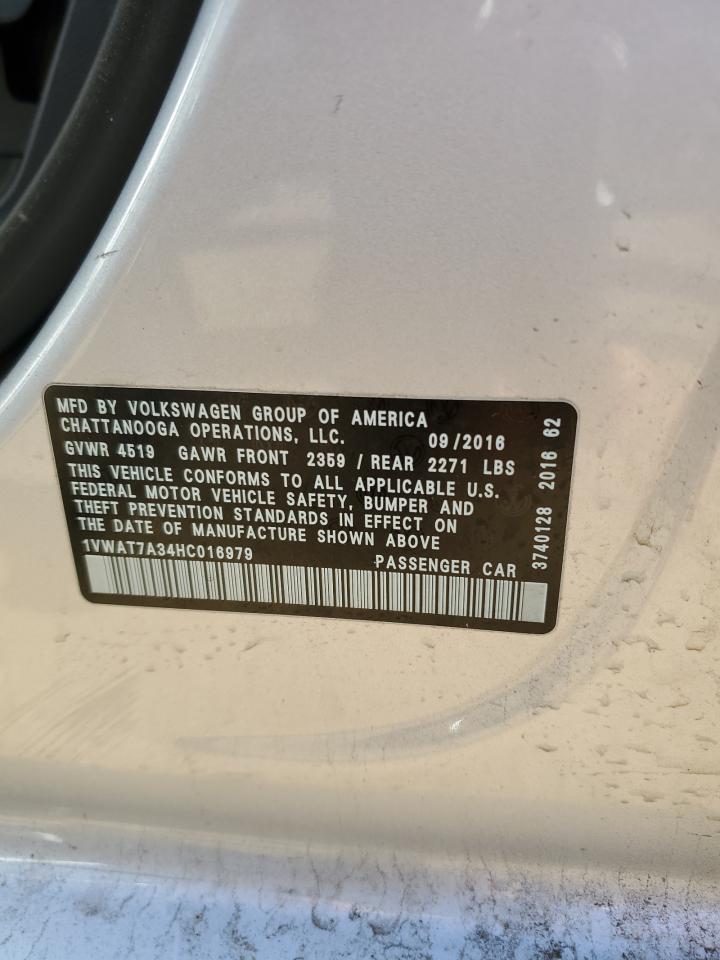 MFD BY VOLKSWAGEN GROUP OF AMERICA
CHATTANOOGA OPERATIONS, LLC. 09/2016
GVWR 4519 GAWR FRONT 2359 / REAR 2271 LBS
THIS VEHICLE CONFORMS TO ALL APPLICABLE U.S.
FEDERAL MOTOR VEHICLE SAFETY, BUMPER AND
THEFT PREVENTION STANDARDS IN EFFECT ON
THE DATE OF MANUFACTURE SHOWN ABOVE
1VWAT7A34HC016979 PASSENGER CAR
3740128 2016 62